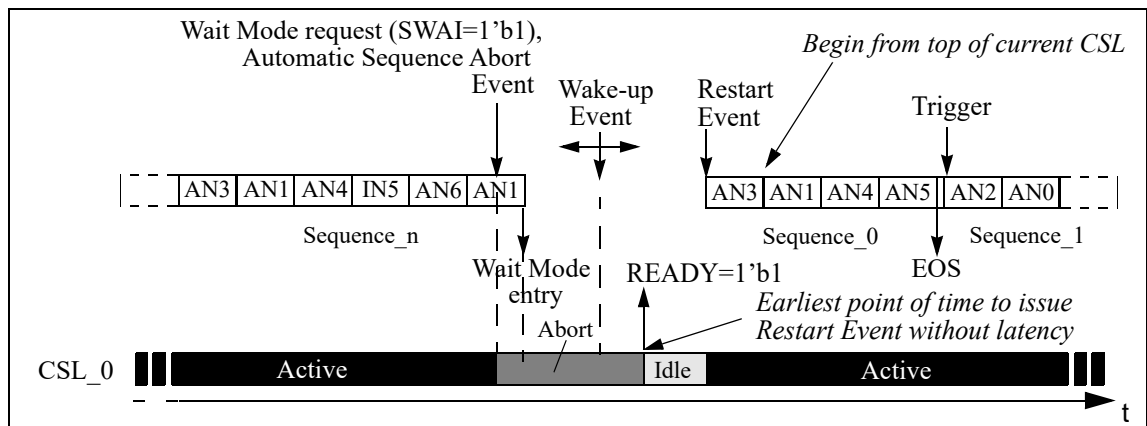 Wait Mode request (SWAI=1’b1),
Automatic Sequence Abort
Event
Wake-up
Event
Restart
Event
Begin from top of current CSL
Trigger
AN3 AN1 AN4 IN5 AN6 AN1
AN3 AN1 AN4 AN5 AN2 AN0
Sequence_n
Sequence_0
Sequence_1
Wait Mode
entry
READY=1’b1
EOS
Earliest point of time to issue
Restart Event without latency
Abort
CSL_0
Active
Idle
Active
t